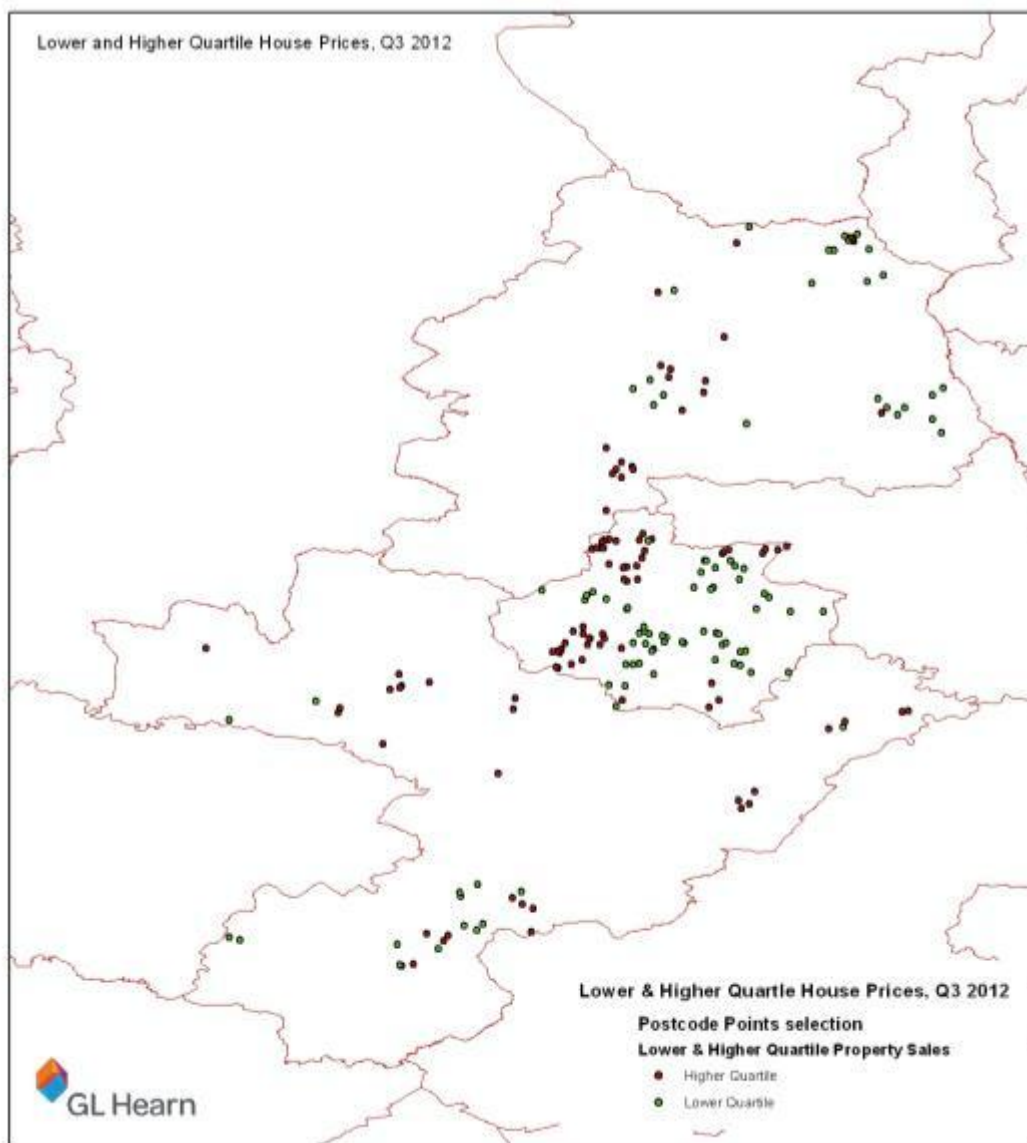 Lower and Higher Quartile House Prices, Q3 2012
Lower & Higher Quartile House Prices, Q3 2012
Postcode Points selection
Lower & Higher Quartile Property Sales
Higher Quartile
Lower Quartile
GL Hearn